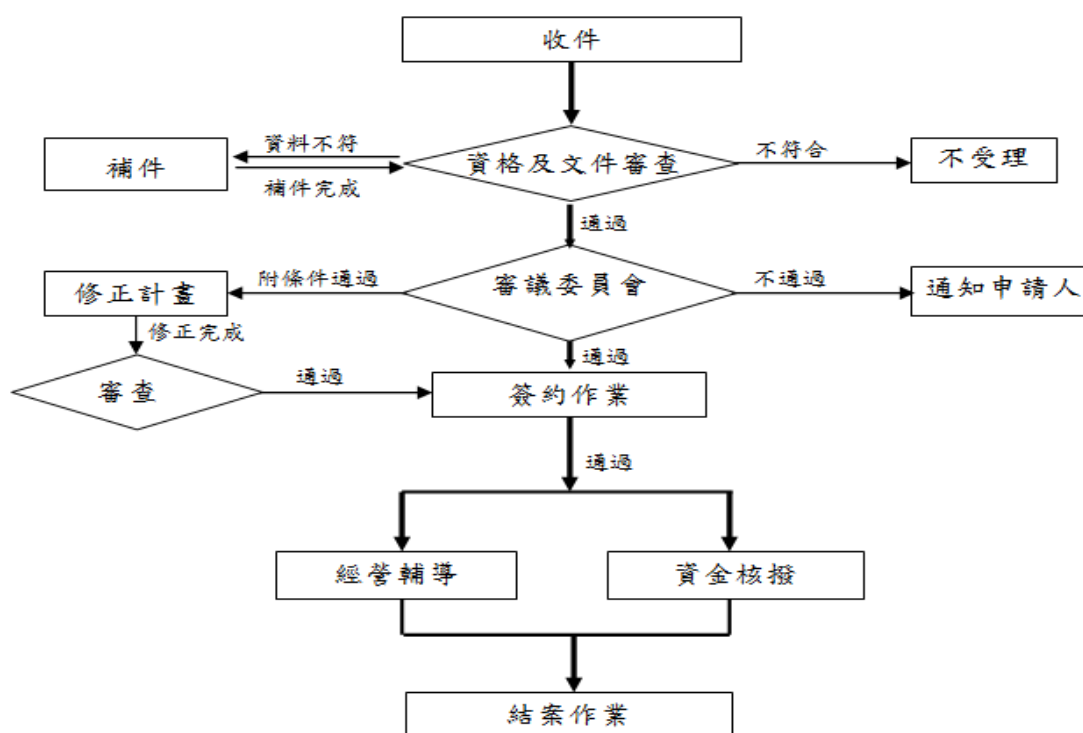 收件
資料不符
補件
資格及文件審查
不符合
不受理
補件完成
通過
附條件通過
修正計畫
審議委員會
不通過
通知申請人
修正完成
通過
審查
通過
簽約作業
通過
經營輔導
資金核撥
結案作業